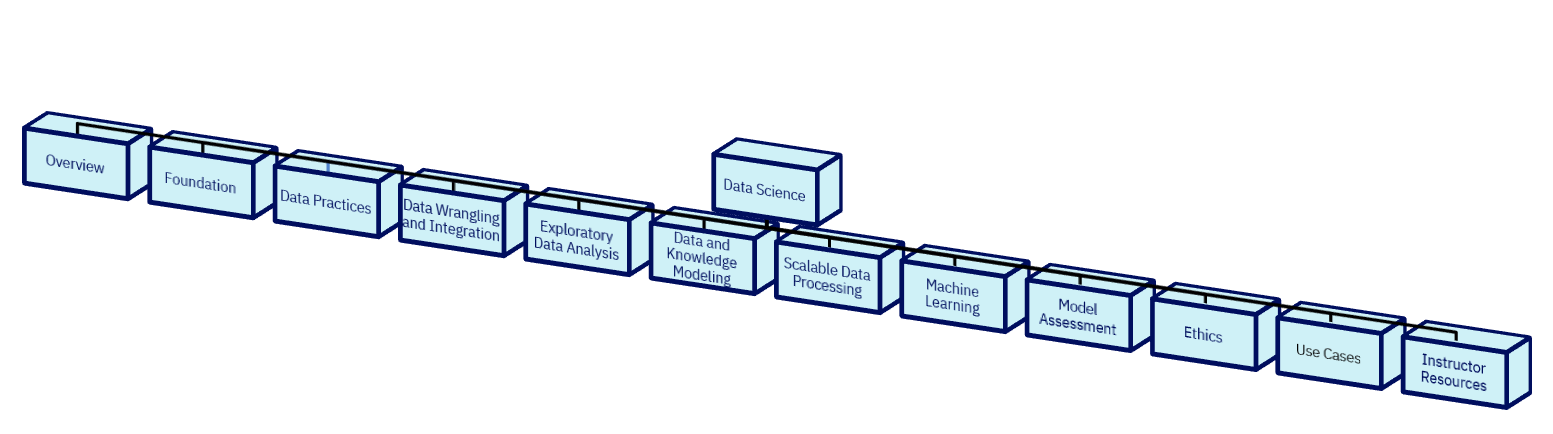 Data Science
Overview
Foundation
Data Practices
Data Wrangling
and Integration
Exploratory
Data Analysis
Data and
Knowledge
Modeling
Scalable Data
Processing
Machine
Learning
Model
Assessment
Ethics
Use Cases
Instructor
Resources